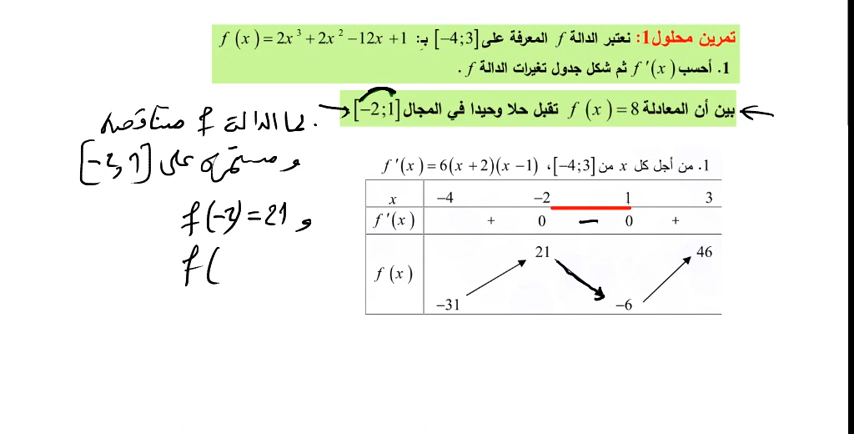 تمرين محلول1: نعتبر الدالة f المعرفة على [-4;3] بـ: f(x)=2x³+2x²-12x+1
1. أحسب f'(x) ثم شكل جدول تغيرات الدالة f.
بين أن المعادلة f(x)=8 تقبل حلا وحيدا في المجال [-2;1]
. لما الدالة f متناقصة
و مستمرة على [-2,1]
و f(-2)=21
f(
1. من أجل كل x من [-4;3]، f'(x)=6(x+2)(x-1)
x -4 -2 1 3
f'(x) + 0 - 0 +
f(x) -31 21 -6 46